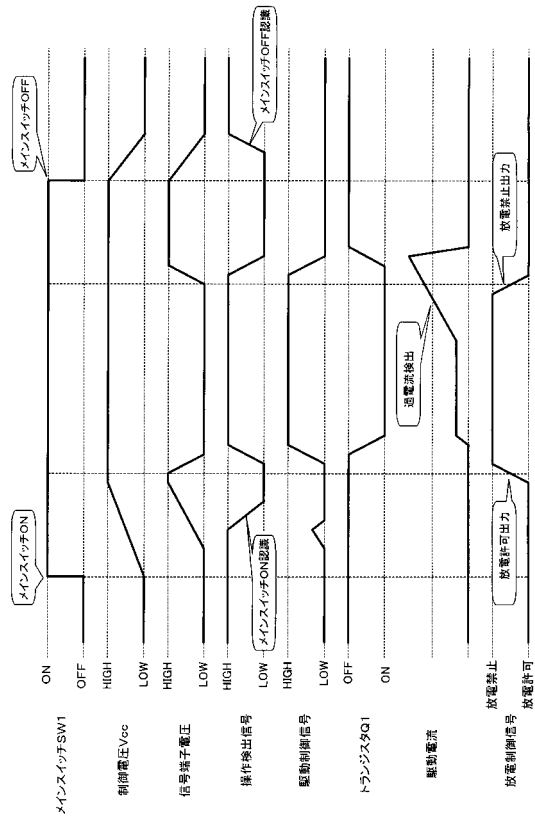 メインスイッチON
メインスイッチOFF
メインスイッチSW1
ON
OFF
制御電圧Vcc
HIGH
LOW
信号端子電圧
HIGH
LOW
操作検出信号
HIGH
LOW
メインスイッチON認識
メインスイッチOFF認識
駆動制御信号
HIGH
LOW
トランジスタQ1
OFF
ON
駆動電流
過電流検出
放電制御信号
放電禁止
放電許可
放電許可出力
放電禁止出力